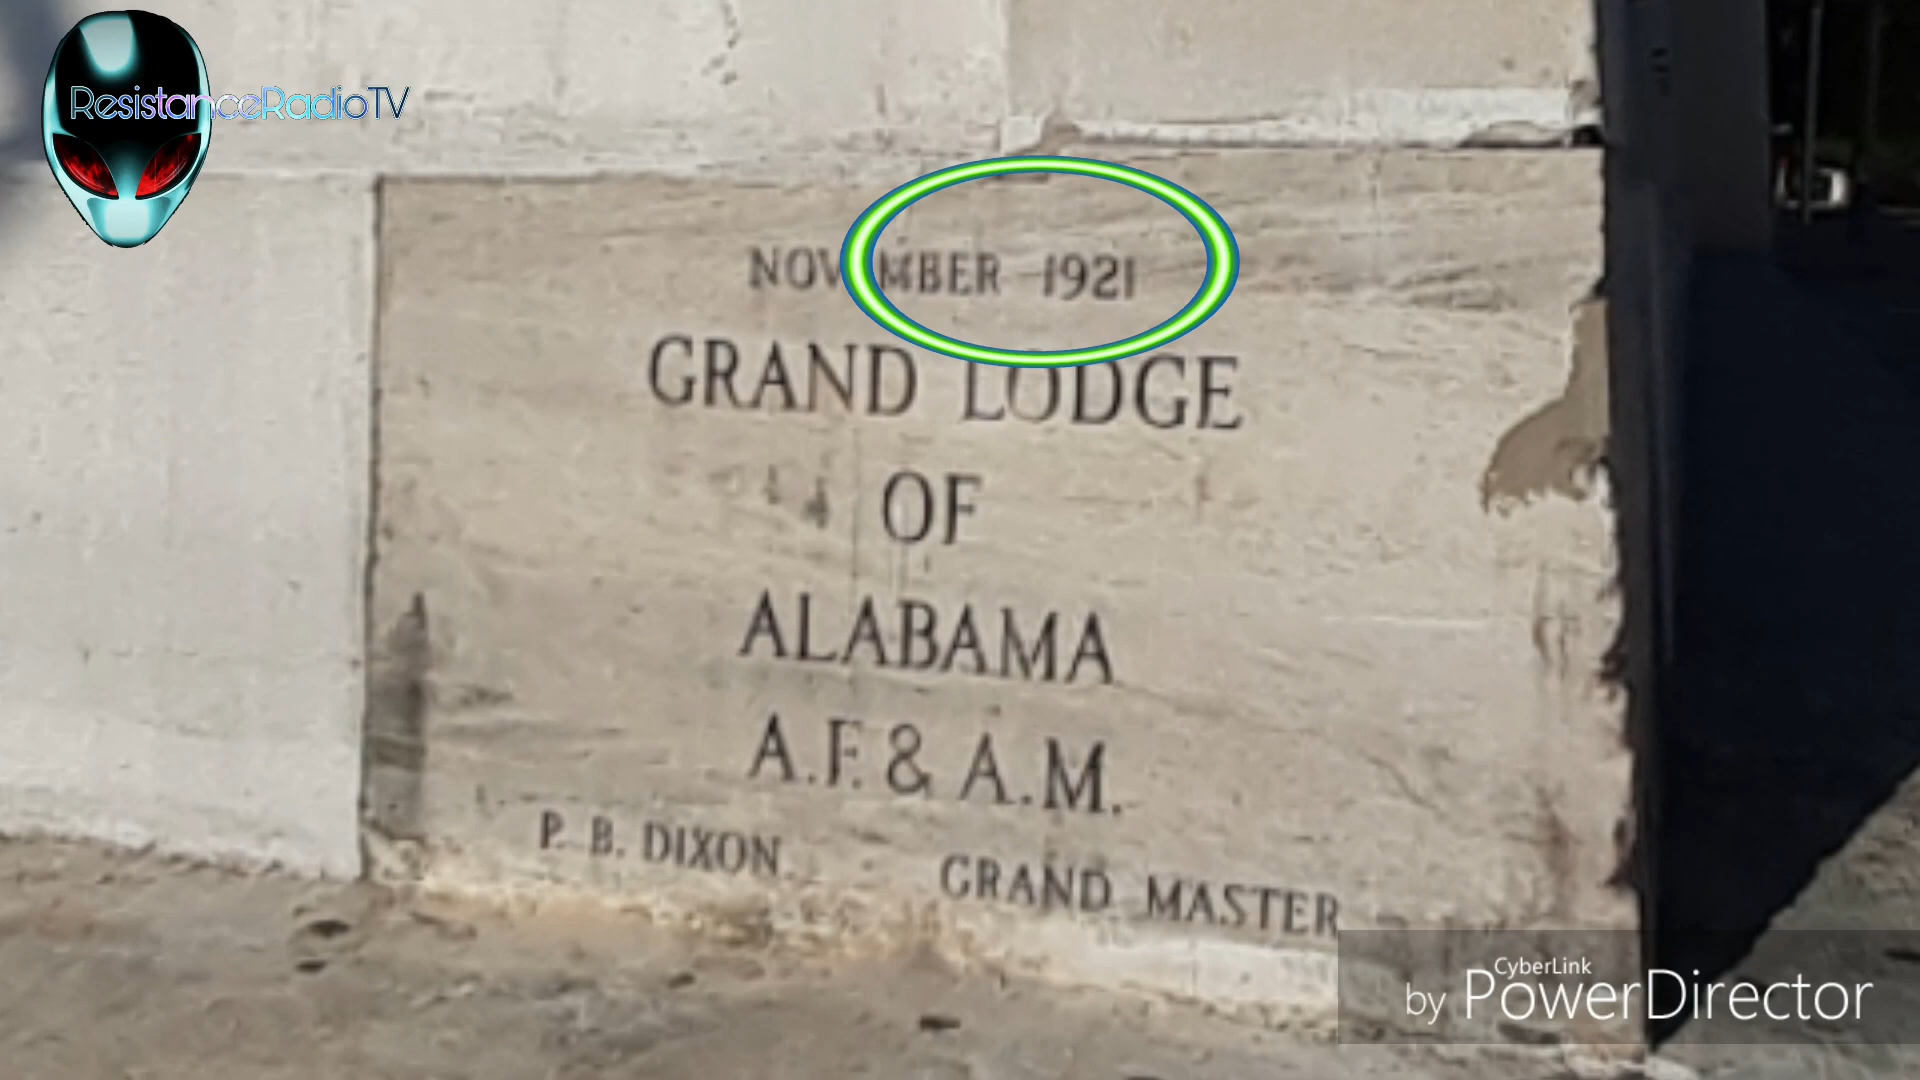 ResistanceRadioTV
NOVEMBER 1921
GRAND LODGE
OF
ALABAMA
A.F. & A.M.
P. B. DIXON GRAND MASTER
CyberLink
by PowerDirector